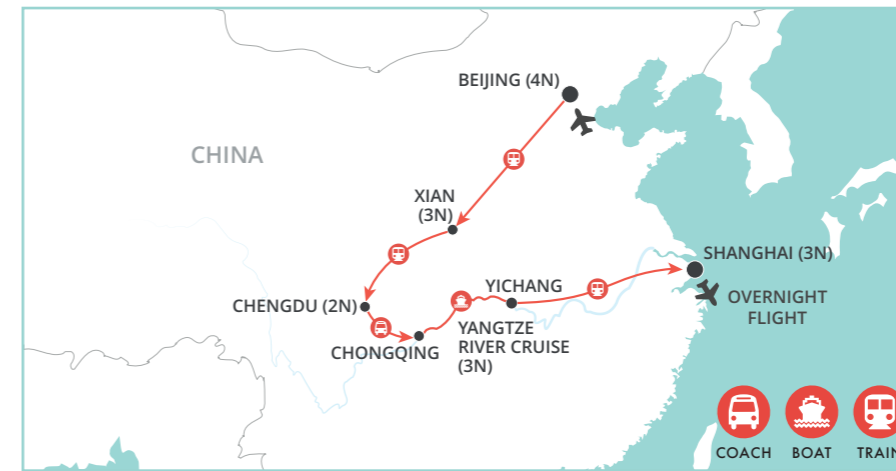 BEIJING (4N)
CHINA
XIAN
(3N)
SHANGHAI (3N)
YICHANG
OVERNIGHT
FLIGHT
CHENGDU (2N)
YANGTZE
RIVER CRUISE
(3N)
CHONGQING
COACH
BOAT
TRAIN